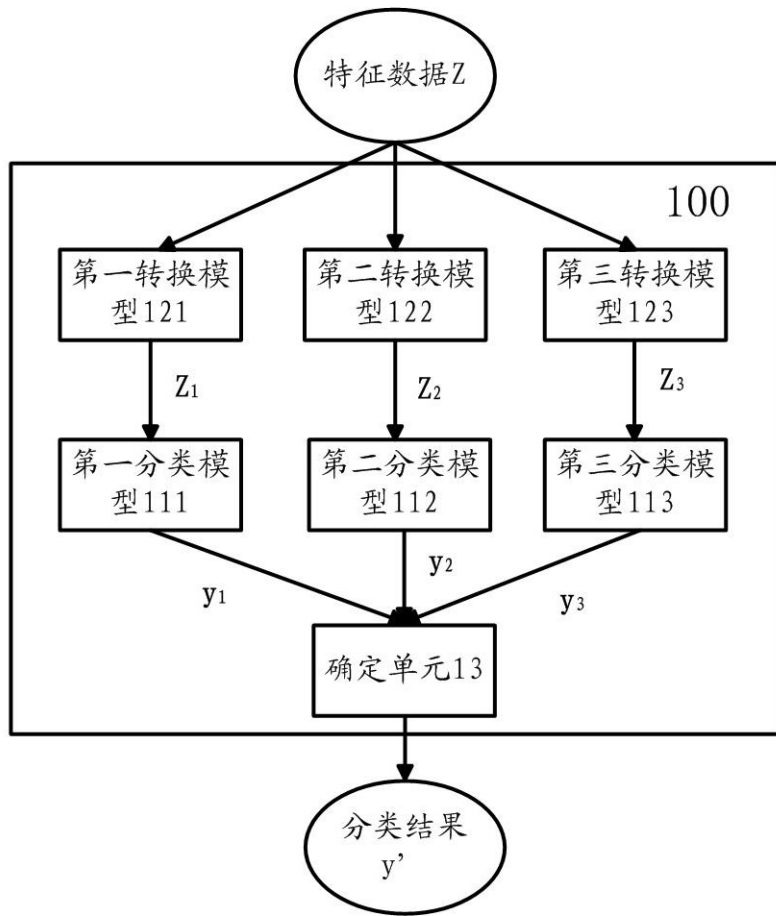 特征数据Z
100
第一转换模
型121
第二转换模
型122
第三转换模
型123
Z1
Z2
Z3
第一分类模
型111
第二分类模
型112
第三分类模
型113
y1
y2
y3
确定单元13
分类结果
y'